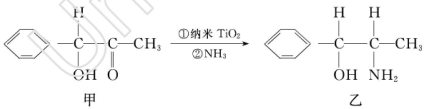 H
C—C—CH₃
OH O
甲
①纳米 TiO₂
②NH₃
H H
C—C—CH₃
OH NH₂
乙